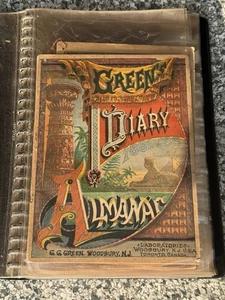 GREEN'S
DIARY
ALMANAC
LABORATORIES
WOODBURY, N.J. U.S.A.
TORONTO, CANADA.
G. G. GREEN, WOODBURY, N.J.